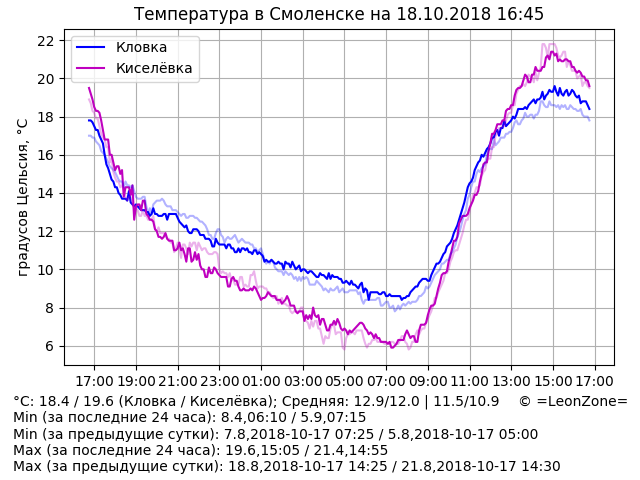 Температура в Смоленске на 18.10.2018 16:45
Кловка
Киселёвка
градусов Цельсия, °C
22
20
18
16
14
12
10
8
6
17:00 19:00 21:00 23:00 01:00 03:00 05:00 07:00 09:00 11:00 13:00 15:00 17:00
°C: 18.4 / 19.6 (Кловка / Киселёвка); Средняя: 12.9/12.0 | 11.5/10.9 © =LeonZone=
Min (за последние 24 часа): 8.4,06:10 / 5.9,07:15
Min (за предыдущие сутки): 7.8,2018-10-17 07:25 / 5.8,2018-10-17 05:00
Max (за последние 24 часа): 19.6,15:05 / 21.4,14:55
Max (за предыдущие сутки): 18.8,2018-10-17 14:25 / 21.8,2018-10-17 14:30